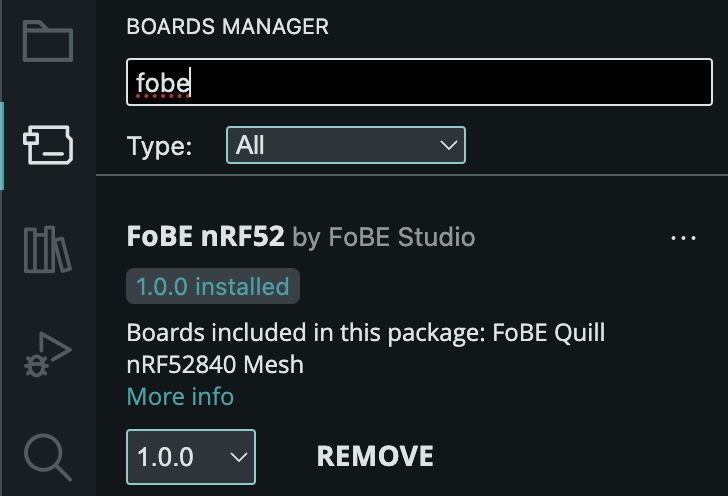 BOARDS MANAGER
fobe
Type: All
FoBE nRF52 by FoBE Studio
1.0.0 installed
Boards included in this package: FoBE Quill
nRF52840 Mesh
More info
1.0.0 REMOVE